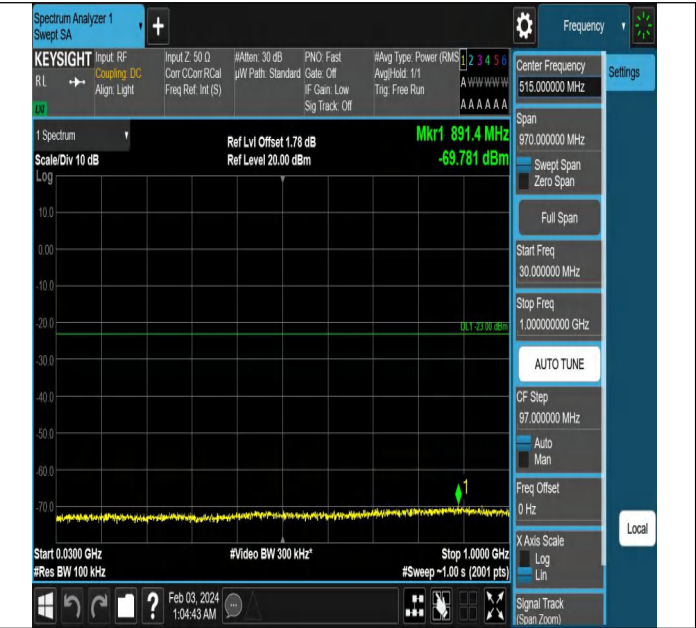 Spectrum Analyzer 1
Swept SA
+
Frequency
KEYSIGHT
RL
LXI
Input: RF
Coupling: DC
Align: Light
Input Z: 50 Ω
Corr CCorr RCal
Freq Ref: Int (S)
#Atten: 30 dB
µW Path: Standard
PNO: Fast
Gate: Off
IF Gain: Low
Sig Track: Off
#Avg Type: Power (RMS
Avg|Hold: 1/1
Trig: Free Run
1 2 3 4 5 6
A W W W W W
A A A A A A
1 Spectrum
Scale/Div 10 dB
Log
Ref Lvl Offset 1.78 dB
Ref Level 20.00 dBm
Mkr1 891.4 MHz
-69.781 dBm
10.0
0.00
-10.0
-20.0
DL1 -23.00 dBm
-30.0
-40.0
-50.0
-60.0
1
-70.0
Start 0.0300 GHz
#Res BW 100 kHz
#Video BW 300 kHz*
Stop 1.0000 GHz
#Sweep ~1.00 s (2001 pts)
?
Feb 03, 2024
1:04:43 AM
Center Frequency
515.000000 MHz
Settings
Span
970.000000 MHz
Swept Span
Zero Span
Full Span
Start Freq
30.000000 MHz
Stop Freq
1.000000000 GHz
AUTO TUNE
CF Step
97.000000 MHz
Auto
Man
Freq Offset
0 Hz
X Axis Scale
Log
Lin
Local
Signal Track
(Span Zoom)